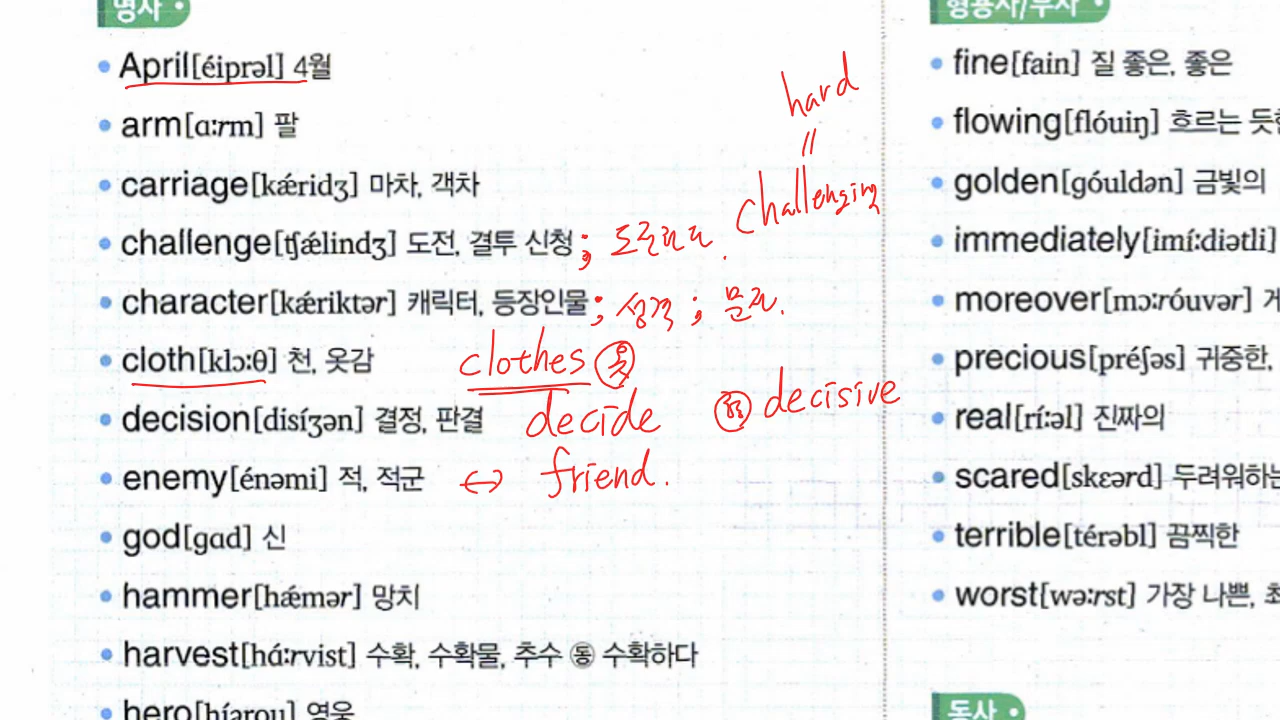 명사
April[éiprəl] 4월
arm[ɑːrm] 팔
carriage[kǽridʒ] 마차, 객차
challenge[tʃǽlindʒ] 도전, 결투 신청; 도전하다.
challenging
=
hard
character[kǽriktər] 캐릭터, 등장인물; 성격; 문자.
cloth[klɔːθ] 천, 옷감 clothes 옷
decision[disíʒən] 결정, 판결 decide 형 decisive
enemy[énəmi] 적, 적군 ↔ friend.
god[gɑd] 신
hammer[hǽmər] 망치
harvest[hɑ́ːrvist] 수확, 수확물, 추수 동 수확하다
hero[híərou] 영웅
형용사/부사
fine[fain] 질 좋은, 좋은
flowing[flóuiŋ] 흐르는 듯한
golden[góuldən] 금빛의
immediately[imíːdiətli]
moreover[mɔːróuvər]
precious[préʃəs] 귀중한,
real[ríːəl] 진짜의
scared[skɛərd] 두려워하는
terrible[térəbl] 끔찍한
worst[wəːrst] 가장 나쁜,
동사